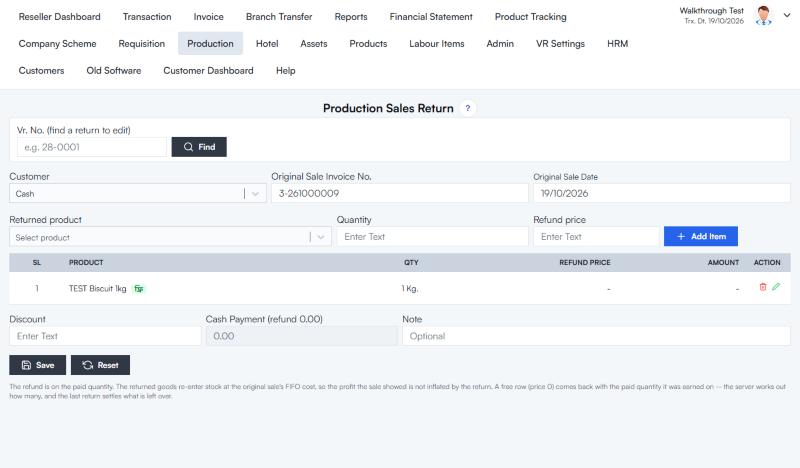 Reseller Dashboard Transaction Invoice Branch Transfer Reports Financial Statement Product Tracking
Walkthrough Test
Trx. Dt. 19/10/2026
Company Scheme Requisition Production Hotel Assets Products Labour Items Admin VR Settings HRM
Customers Old Software Customer Dashboard Help
Production Sales Return ?
Vr. No. (find a return to edit)
e.g. 28-0001 Find
Customer Original Sale Invoice No. Original Sale Date
Cash 3-261000009 19/10/2026
Returned product Quantity Refund price
Select product Enter Text Enter Text + Add Item
SL PRODUCT QTY REFUND PRICE AMOUNT ACTION
1 TEST Biscuit 1kg ফ্রি 1 Kg. - -
Discount Cash Payment (refund 0.00) Note
Enter Text 0.00 Optional
Save Reset
The refund is on the paid quantity. The returned goods re-enter stock at the original sale's FIFO cost, so the profit the sale showed is not inflated by the return. A free row (price 0) comes back with the paid quantity it was earned on -- the server works out
how many, and the last return settles what is left over.